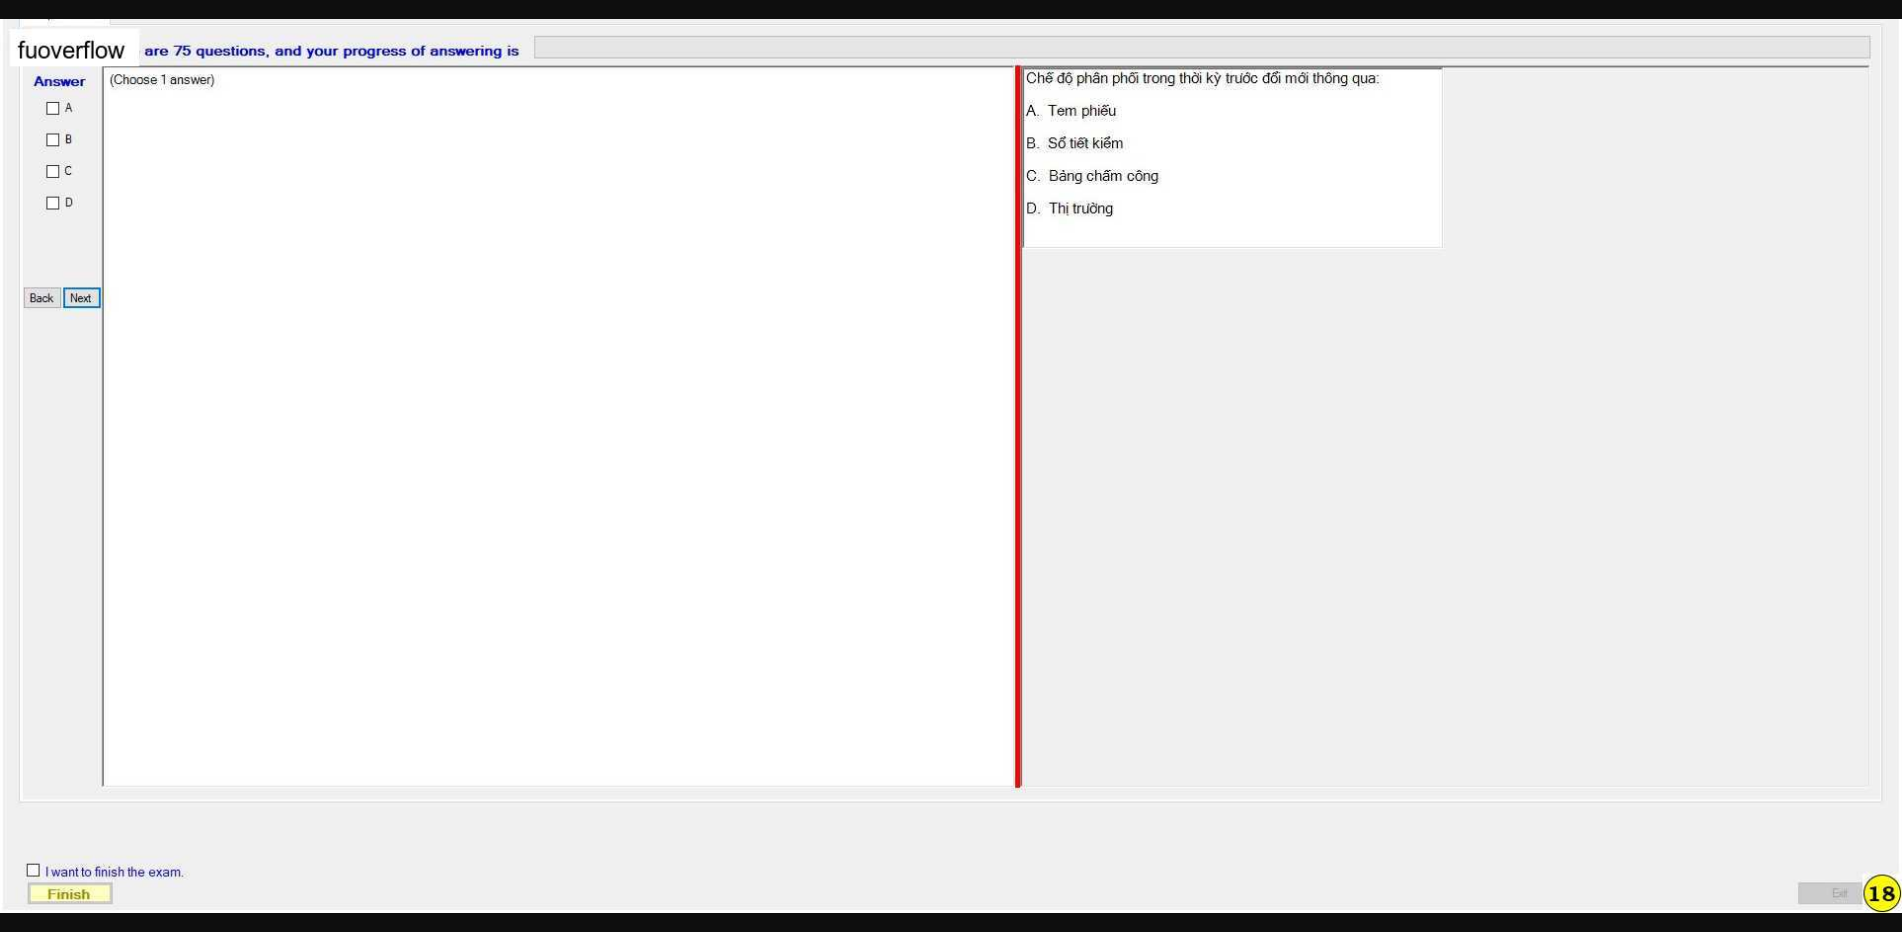 fuoverflow are 75 questions, and your progress of answering is
Answer
(Choose 1 answer)
A
B
C
D
Back Next
Chế độ phân phối trong thời kỳ trước đổi mới thông qua:
A. Tem phiếu
B. Sổ tiết kiểm
C. Bảng chấm công
D. Thị trường
I want to finish the exam.
Finish
Exit
18